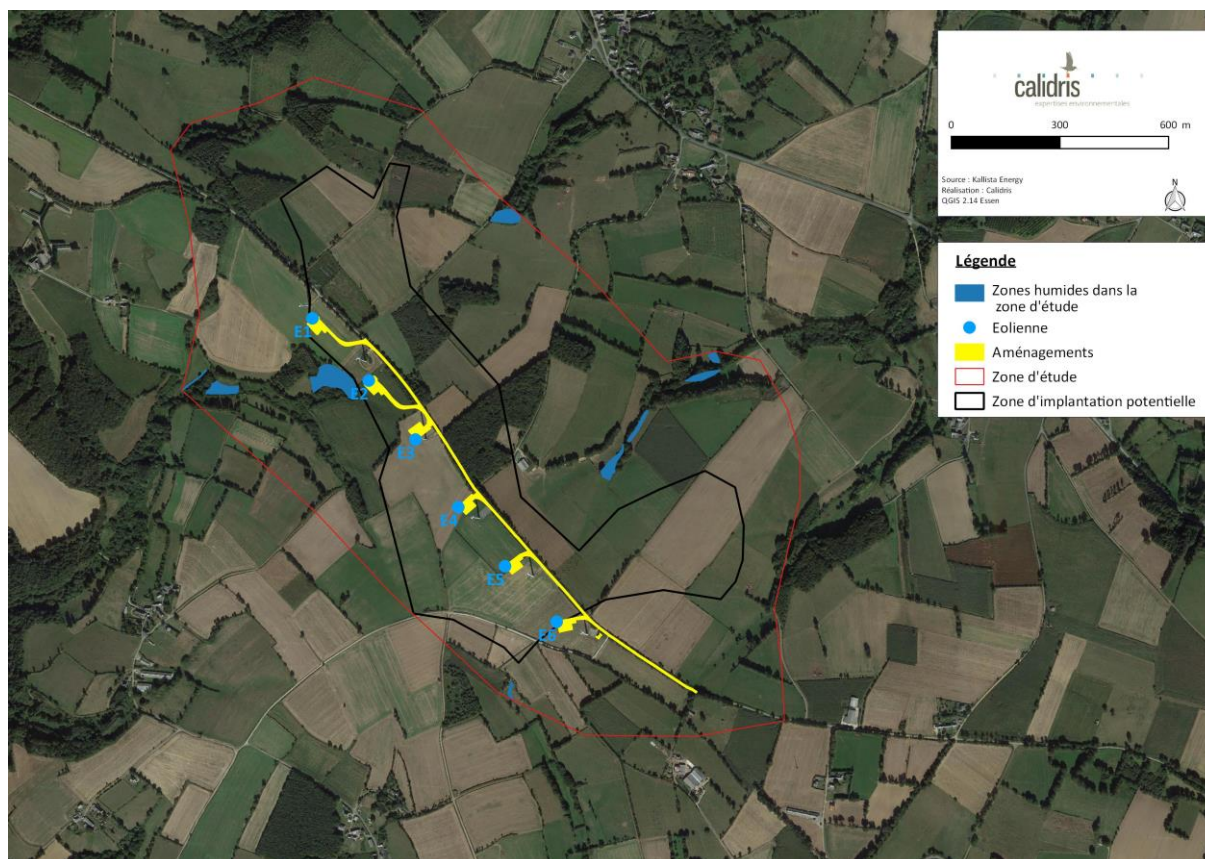 calidris
expertises environnementales
0 300 600 m
Source : Kallista Energy
Réalisation : Calidris
QGIS 2.14 Essen
N
Légende
Zones humides dans la
zone d'étude
Eolienne
Aménagements
Zone d'étude
Zone d'implantation potentielle
E1
E2
E3
E4
E5
E6